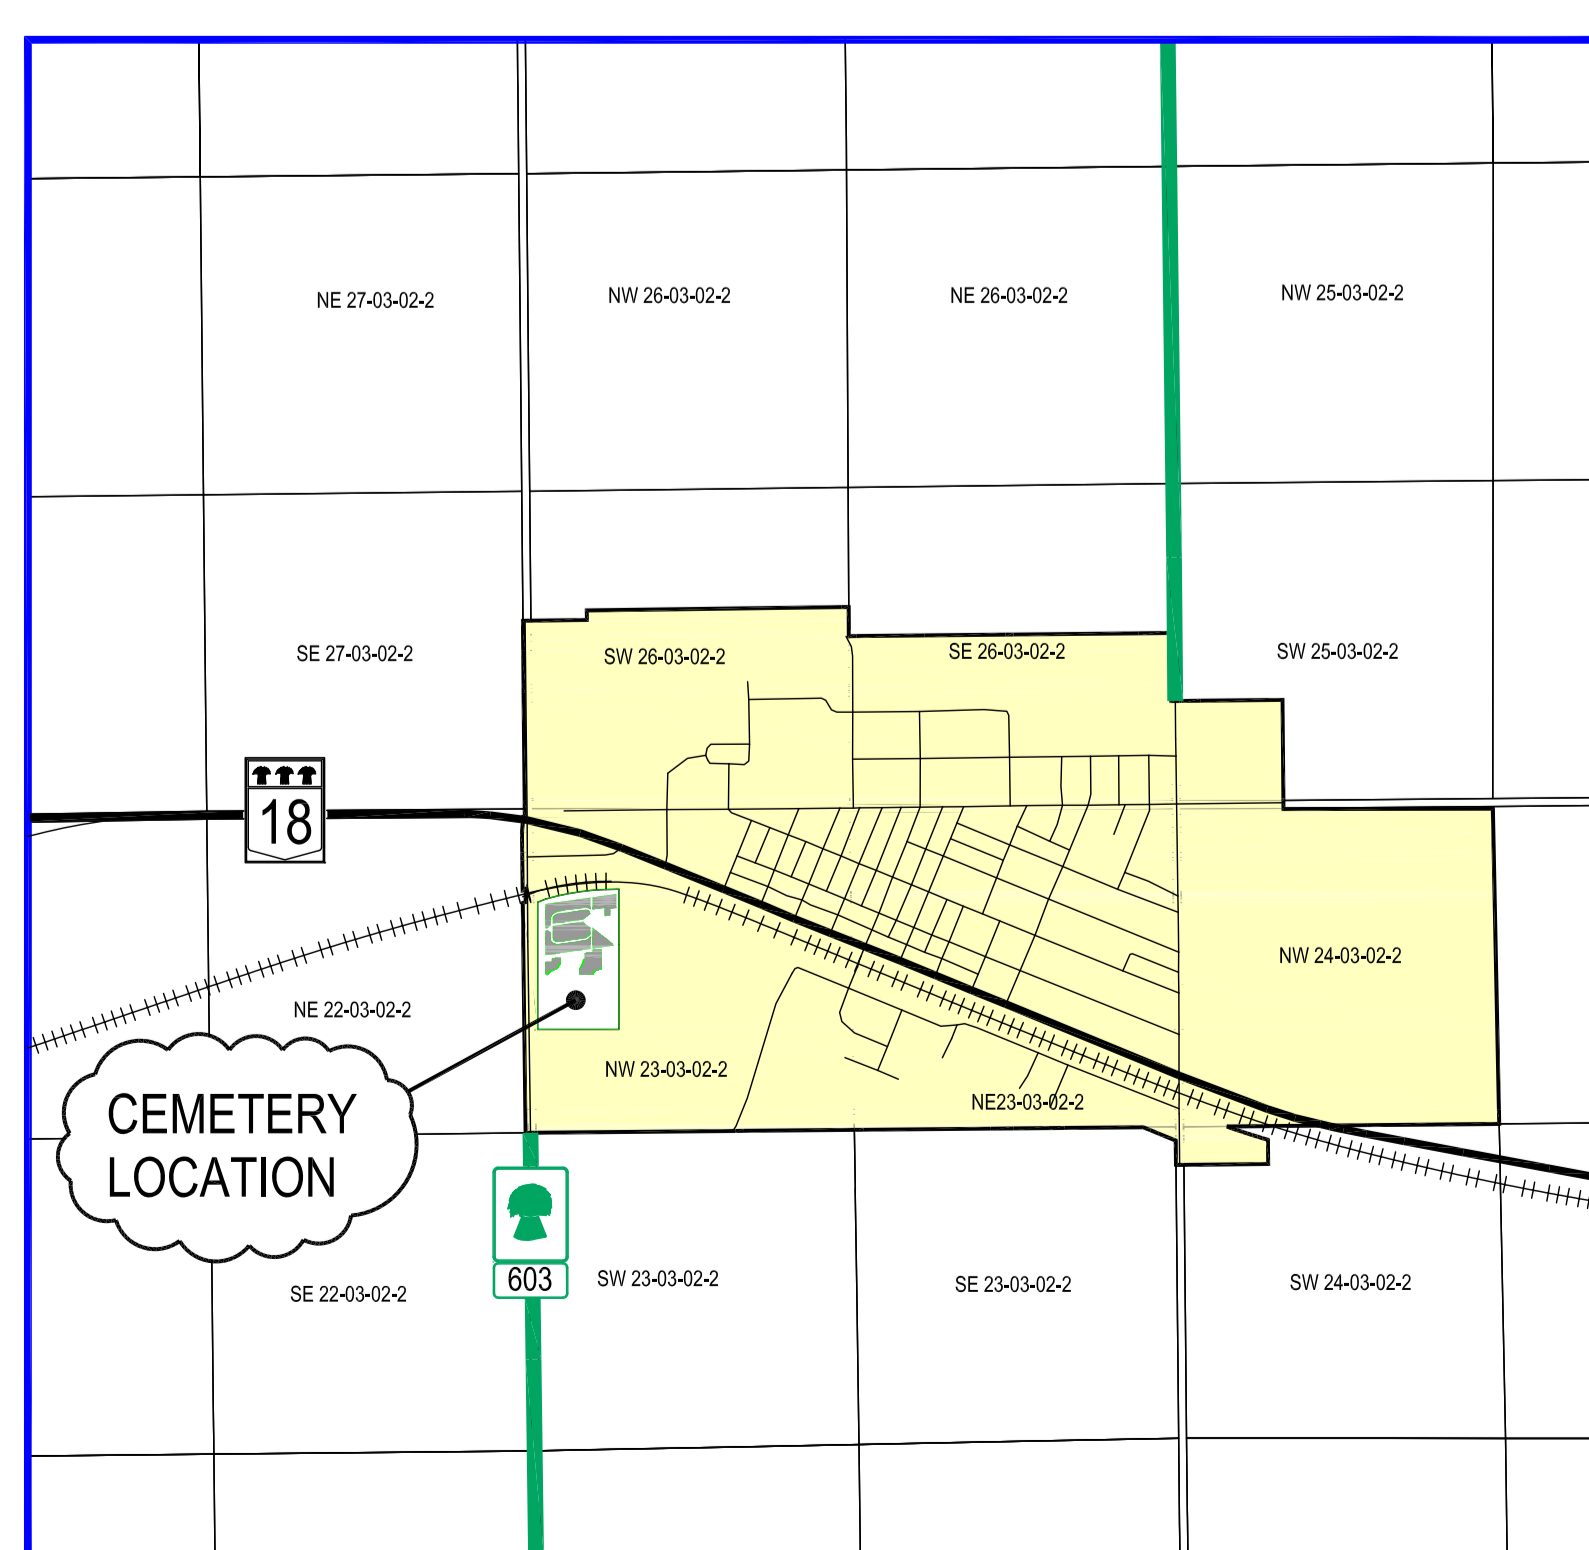 NE 27-03-02-2
NW 26-03-02-2
NE 26-03-02-2
NW 25-03-02-2
SE 27-03-02-2
SW 26-03-02-2
SE 26-03-02-2
SW 25-03-02-2
18
NE 22-03-02-2
NW 24-03-02-2
CEMETERY
LOCATION
NW 23-03-02-2
NE23-03-02-2
603
SE 22-03-02-2
SW 23-03-02-2
SE 23-03-02-2
SW 24-03-02-2